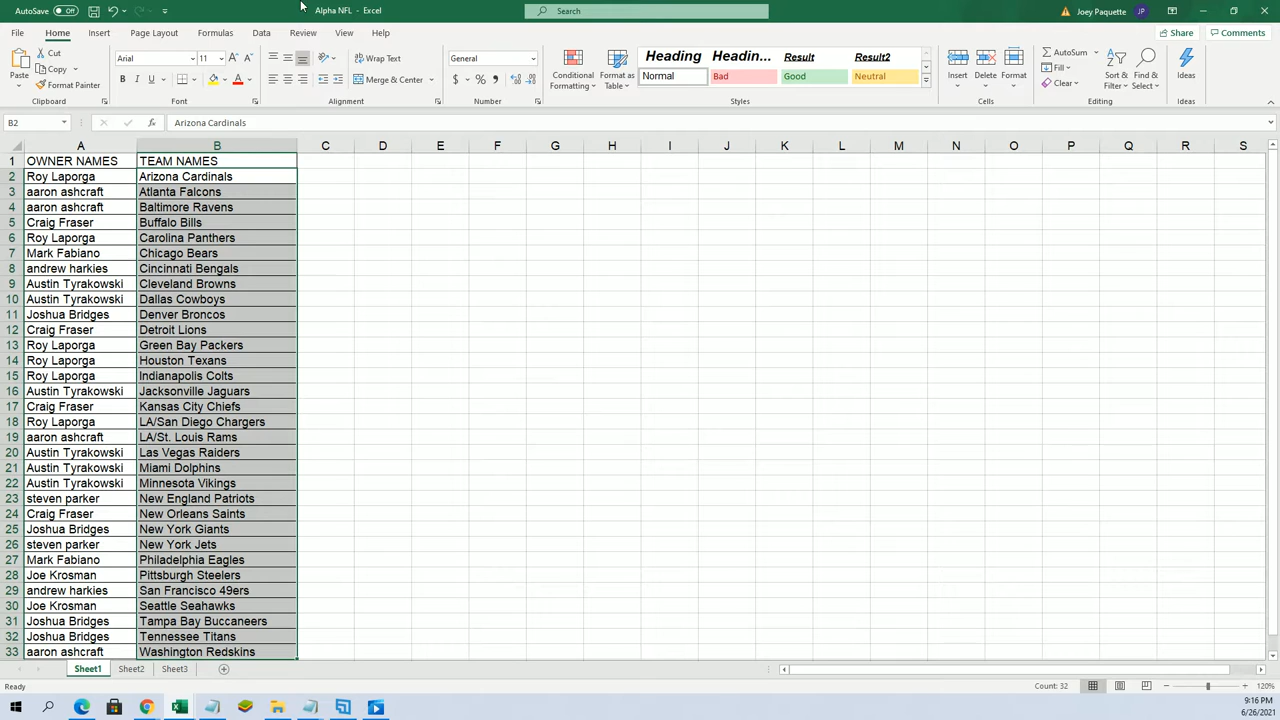 AutoSave Off Alpha NFL - Excel Search Joey Paquette JP
File Home Insert Page Layout Formulas Data Review View Help Share Comments
Paste Cut Copy Format Painter Clipboard
Arial 11 B I U A Font
Wrap Text Merge & Center Alignment
General $ % Number
Conditional Formatting Format as Table
Heading Headin... Result Result2
Normal Bad Good Neutral
Styles
Insert Delete Format Cells
AutoSum Fill Clear Sort & Filter Find & Select Editing
Ideas Ideas
B2 fx Arizona Cardinals
A B C D E F G H I J K L M N O P Q R S
1 OWNER NAMES TEAM NAMES
2 Roy Laporga Arizona Cardinals
3 aaron ashcraft Atlanta Falcons
4 aaron ashcraft Baltimore Ravens
5 Craig Fraser Buffalo Bills
6 Roy Laporga Carolina Panthers
7 Mark Fabiano Chicago Bears
8 andrew harkies Cincinnati Bengals
9 Austin Tyrakowski Cleveland Browns
10 Austin Tyrakowski Dallas Cowboys
11 Joshua Bridges Denver Broncos
12 Craig Fraser Detroit Lions
13 Roy Laporga Green Bay Packers
14 Roy Laporga Houston Texans
15 Roy Laporga Indianapolis Colts
16 Austin Tyrakowski Jacksonville Jaguars
17 Craig Fraser Kansas City Chiefs
18 Roy Laporga LA/San Diego Chargers
19 aaron ashcraft LA/St. Louis Rams
20 Austin Tyrakowski Las Vegas Raiders
21 Austin Tyrakowski Miami Dolphins
22 Austin Tyrakowski Minnesota Vikings
23 steven parker New England Patriots
24 Craig Fraser New Orleans Saints
25 Joshua Bridges New York Giants
26 steven parker New York Jets
27 Mark Fabiano Philadelphia Eagles
28 Joe Krosman Pittsburgh Steelers
29 andrew harkies San Francisco 49ers
30 Joe Krosman Seattle Seahawks
31 Joshua Bridges Tampa Bay Buccaneers
32 Joshua Bridges Tennessee Titans
33 aaron ashcraft Washington Redskins
Sheet1 Sheet2 Sheet3
Ready Count: 32 120%
9:16 PM
6/26/2021